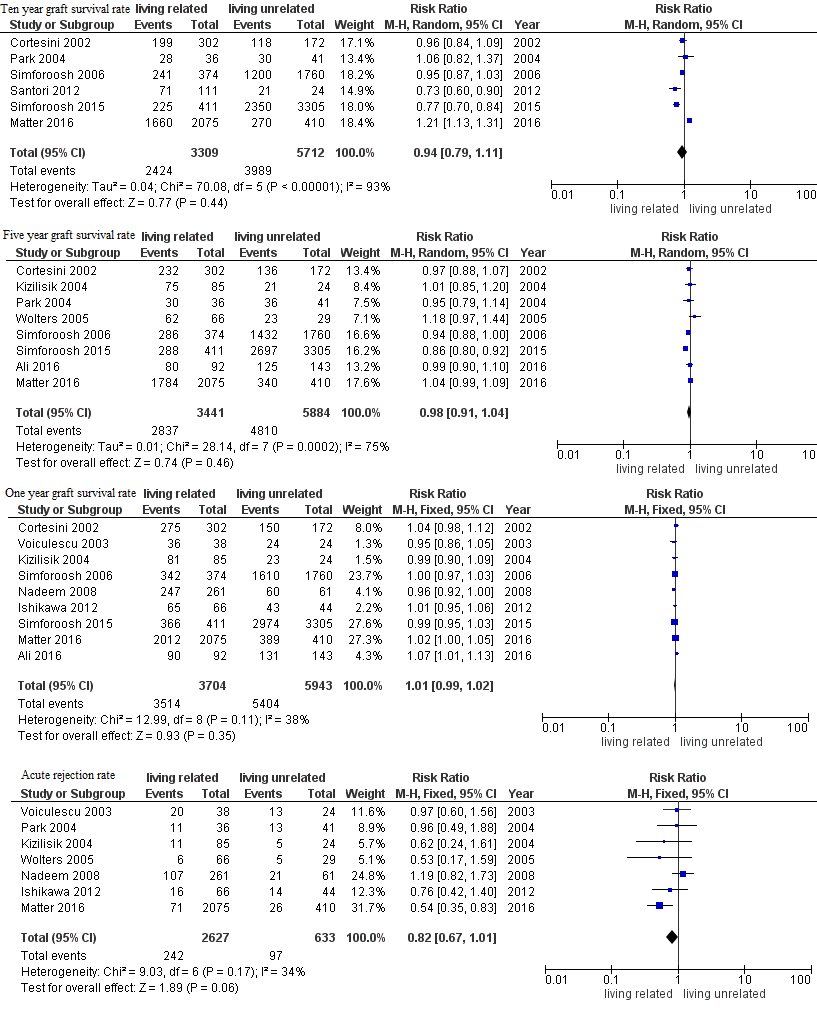 Ten year graft survival rate living related living unrelated Risk Ratio Risk Ratio
Study or Subgroup Events Total Events Total Weight M-H, Random, 95% CI Year M-H, Random, 95% CI
Cortesini 2002 199 302 118 172 17.1% 0.96 [0.84, 1.09] 2002
Park 2004 28 36 30 41 13.4% 1.06 [0.82, 1.37] 2004
Simforoosh 2006 241 374 1200 1760 18.2% 0.95 [0.87, 1.03] 2006
Santori 2012 71 111 21 24 14.9% 0.73 [0.60, 0.90] 2012
Simforoosh 2015 225 411 2350 3305 18.0% 0.77 [0.70, 0.84] 2015
Matter 2016 1660 2075 270 410 18.4% 1.21 [1.13, 1.31] 2016
Total (95% CI) 3309 5712 100.0% 0.94 [0.79, 1.11]
Total events 2424 3989
Heterogeneity: Tau² = 0.04; Chi² = 70.08, df = 5 (P < 0.00001); I² = 93%
Test for overall effect: Z = 0.77 (P = 0.44)
0.01 0.1 1 10 100
living related living unrelated
Five year graft survival rate living related living unrelated Risk Ratio Risk Ratio
Study or Subgroup Events Total Events Total Weight M-H, Random, 95% CI Year M-H, Random, 95% CI
Cortesini 2002 232 302 136 172 13.4% 0.97 [0.88, 1.07] 2002
Kizilisik 2004 75 85 21 24 8.4% 1.01 [0.85, 1.20] 2004
Park 2004 30 36 36 41 7.5% 0.95 [0.79, 1.14] 2004
Wolters 2005 62 66 23 29 7.9% 1.18 [0.97, 1.44] 2005
Simforoosh 2006 286 374 1432 1760 16.6% 0.94 [0.88, 1.00] 2006
Simforoosh 2015 288 411 2697 3305 15.3% 0.86 [0.80, 0.92] 2015
Ali 2016 80 92 125 143 13.2% 0.99 [0.90, 1.10] 2016
Matter 2016 1784 2075 340 410 17.6% 1.04 [0.99, 1.09] 2016
Total (95% CI) 3441 5884 100.0% 0.98 [0.91, 1.04]
Total events 2837 4810
Heterogeneity: Tau² = 0.01; Chi² = 28.14, df = 7 (P = 0.0002); I² = 75%
Test for overall effect: Z = 0.74 (P = 0.46)
0.01 0.1 1 10 100
living related living unrelated
One year graft survival rate living related living unrelated Risk Ratio Risk Ratio
Study or Subgroup Events Total Events Total Weight M-H, Fixed, 95% CI Year M-H, Fixed, 95% CI
Cortesini 2002 275 302 150 172 8.0% 1.04 [0.98, 1.12] 2002
Voiculescu 2003 36 38 24 24 1.3% 0.95 [0.86, 1.05] 2003
Kizilisik 2004 81 85 23 24 1.5% 0.99 [0.90, 1.09] 2004
Simforoosh 2006 342 374 1610 1760 23.7% 1.00 [0.97, 1.03] 2006
Nadeem 2008 247 261 60 61 4.1% 0.96 [0.92, 1.00] 2008
Ishikawa 2012 65 66 43 44 2.2% 1.01 [0.95, 1.06] 2012
Simforoosh 2015 366 411 2974 3305 27.6% 0.99 [0.95, 1.03] 2015
Matter 2016 2012 2075 389 410 27.3% 1.02 [1.00, 1.05] 2016
Ali 2016 90 92 131 143 4.3% 1.07 [1.01, 1.13] 2016
Total (95% CI) 3704 5943 100.0% 1.01 [0.99, 1.02]
Total events 3514 5404
Heterogeneity: Chi² = 12.99, df = 8 (P = 0.11); I² = 38%
Test for overall effect: Z = 0.93 (P = 0.35)
0.01 0.1 1 10 100
living related living unrelated
Acute rejection rate living related living unrelated Risk Ratio Risk Ratio
Study or Subgroup Events Total Events Total Weight M-H, Fixed, 95% CI Year M-H, Fixed, 95% CI
Voiculescu 2003 20 38 13 24 11.6% 0.97 [0.60, 1.56] 2003
Park 2004 11 36 13 41 8.9% 0.96 [0.49, 1.88] 2004
Kizilisik 2004 11 85 5 24 5.7% 0.62 [0.24, 1.61] 2004
Wolters 2005 6 66 5 29 5.1% 0.53 [0.17, 1.59] 2005
Nadeem 2008 107 261 21 61 24.8% 1.19 [0.82, 1.73] 2008
Ishikawa 2012 16 66 14 44 12.3% 0.76 [0.42, 1.40] 2012
Matter 2016 71 2075 26 410 31.7% 0.54 [0.35, 0.83] 2016
Total (95% CI) 2627 633 100.0% 0.82 [0.67, 1.01]
Total events 242 97
Heterogeneity: Chi² = 9.03, df = 6 (P = 0.17); I² = 34%
Test for overall effect: Z = 1.89 (P = 0.06)
0.01 0.1 1 10 100
living related living unrelated